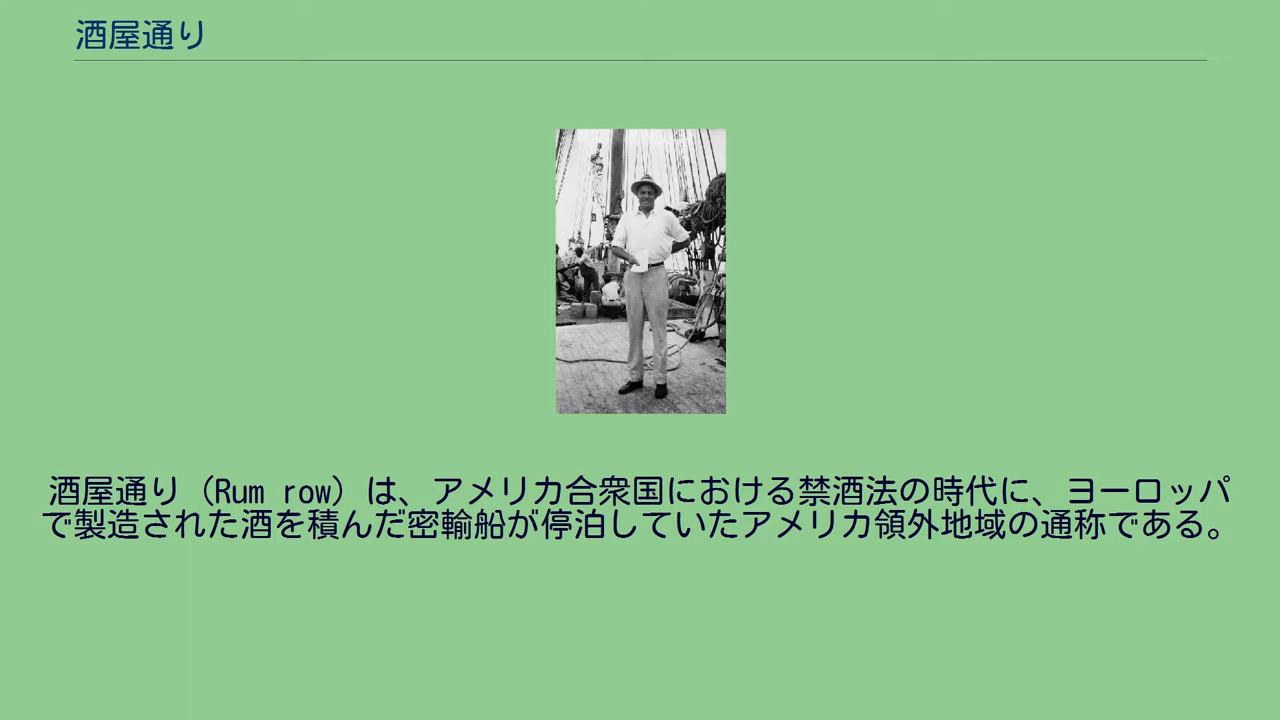 酒屋通り
酒屋通り（Rum row）は、アメリカ合衆国における禁酒法の時代に、ヨーロッパ
で製造された酒を積んだ密輸船が停泊していたアメリカ領外地域の通称である。